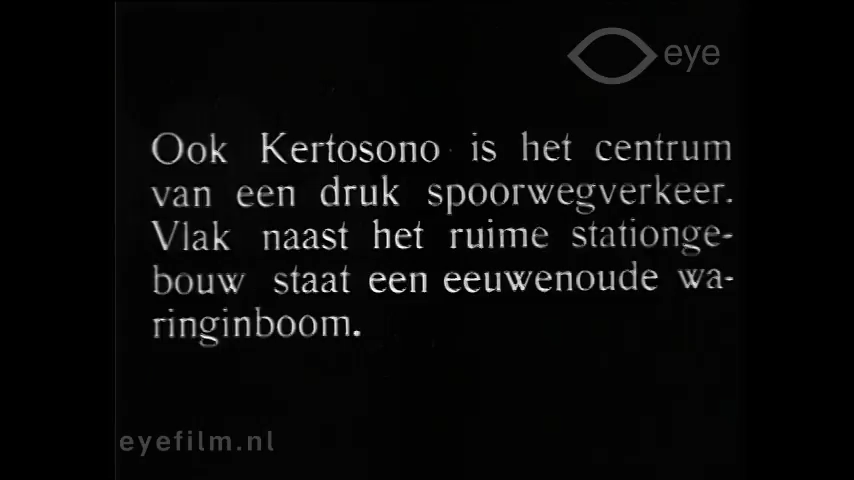 eye
Ook Kertosono is het centrum
van een druk spoorwegverkeer.
Vlak naast het ruime stationge-
bouw staat een eeuwenoude wa-
ringinboom.
eyefilm.nl